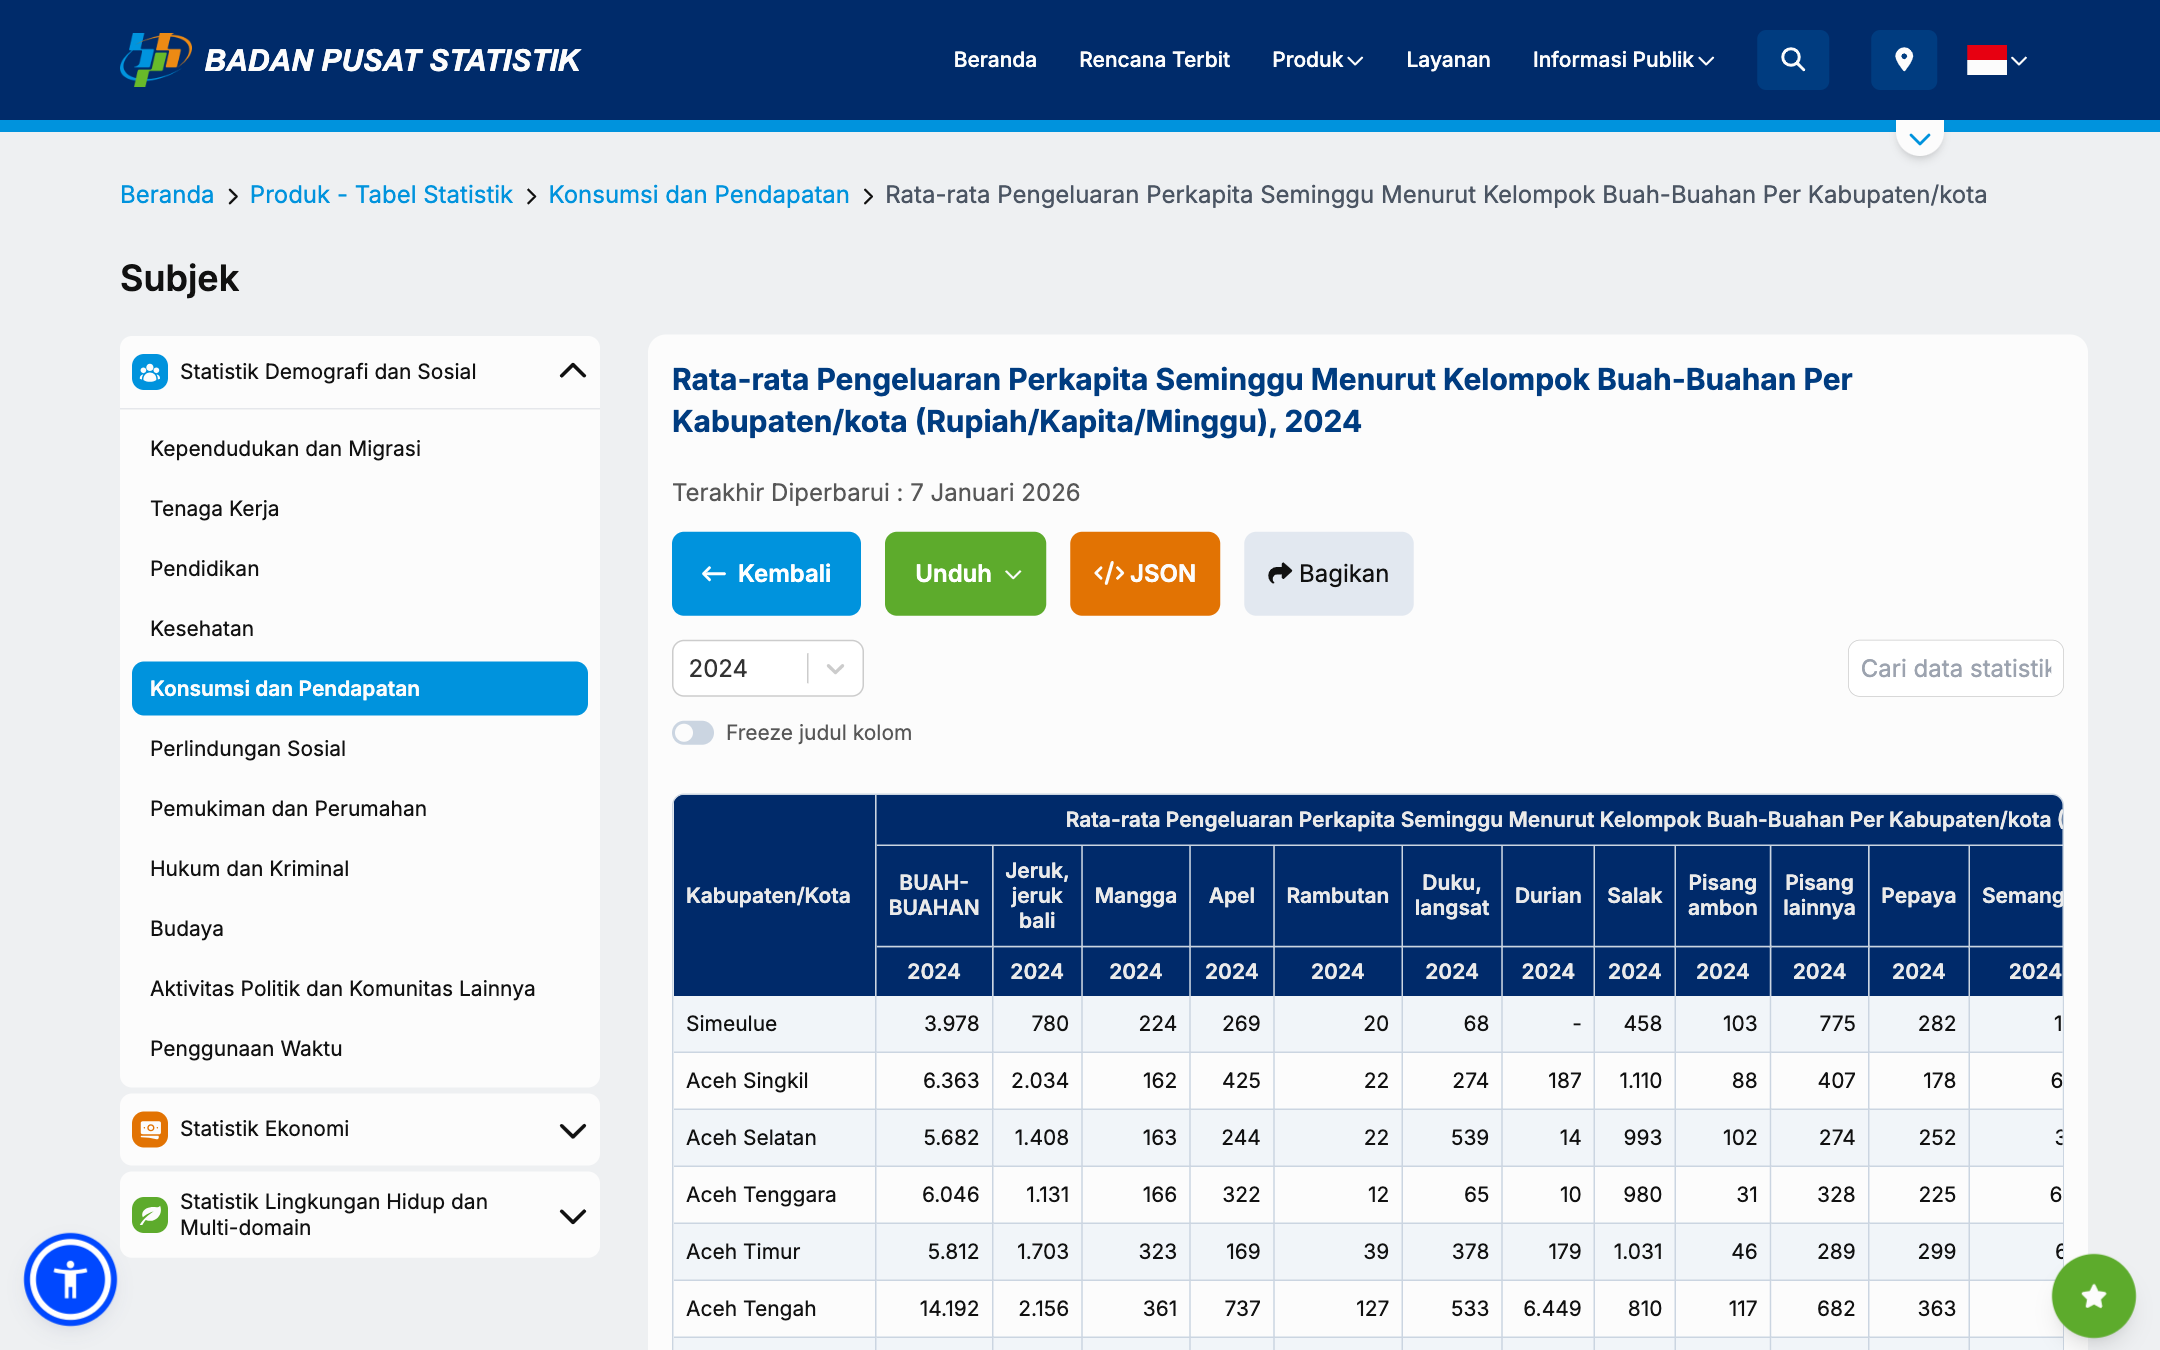 BADAN PUSAT STATISTIK
Beranda
Rencana Terbit
Produk
Layanan
Informasi Publik
Beranda > Produk - Tabel Statistik > Konsumsi dan Pendapatan > Rata-rata Pengeluaran Perkapita Seminggu Menurut Kelompok Buah-Buahan Per Kabupaten/kota
Subjek
Statistik Demografi dan Sosial
Kependudukan dan Migrasi
Tenaga Kerja
Pendidikan
Kesehatan
Konsumsi dan Pendapatan
Perlindungan Sosial
Pemukiman dan Perumahan
Hukum dan Kriminal
Budaya
Aktivitas Politik dan Komunitas Lainnya
Penggunaan Waktu
Statistik Ekonomi
Statistik Lingkungan Hidup dan
Multi-domain
Rata-rata Pengeluaran Perkapita Seminggu Menurut Kelompok Buah-Buahan Per
Kabupaten/kota (Rupiah/Kapita/Minggu), 2024
Terakhir Diperbarui : 7 Januari 2026
Kembali
Unduh
</> JSON
Bagikan
2024
Cari data statistik
Freeze judul kolom
Rata-rata Pengeluaran Perkapita Seminggu Menurut Kelompok Buah-Buahan Per Kabupaten/kota (
Kabupaten/Kota
BUAH-
BUAHAN
Jeruk,
jeruk
bali
Mangga
Apel
Rambutan
Duku,
langsat
Durian
Salak
Pisang
ambon
Pisang
lainnya
Pepaya
Semang
2024 2024 2024 2024 2024 2024 2024 2024 2024 2024 2024 2024
Simeulue 3.978 780 224 269 20 68 - 458 103 775 282 1
Aceh Singkil 6.363 2.034 162 425 22 274 187 1.110 88 407 178 6
Aceh Selatan 5.682 1.408 163 244 22 539 14 993 102 274 252 3
Aceh Tenggara 6.046 1.131 166 322 12 65 10 980 31 328 225 6
Aceh Timur 5.812 1.703 323 169 39 378 179 1.031 46 289 299 6
Aceh Tengah 14.192 2.156 361 737 127 533 6.449 810 117 682 363